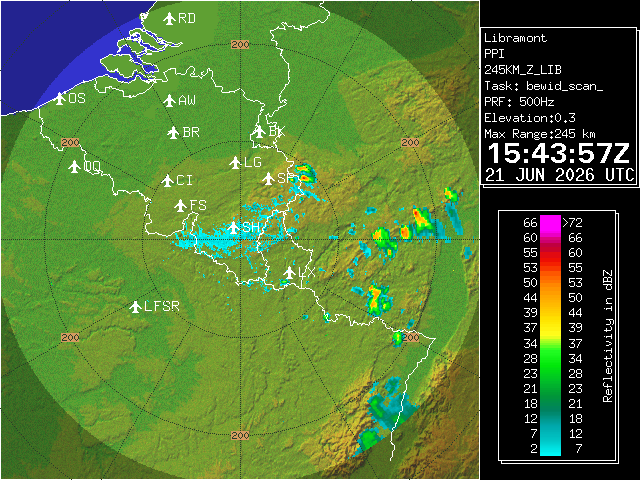 RD
200
OS
AW
BR
BK
200
200
OO
LG
CI
SP
FS
SH
LX
LFSR
200
200
200
Libramont
PPI
245KM_Z_LIB
Task: bewid_scan_
PRF: 500Hz
Elevation:0.3
Max Range:245 km
15:43:57Z
21 JUN 2026 UTC
66 >72
60 66
55 60
53 55
50 53
44 50
39 44
37 39
34 37
28 34
23 28
21 23
18 21
12 18
7 12
2 7
Reflectivity in dBZ